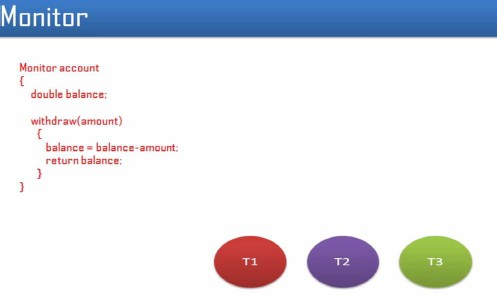 Monitor
Monitor account
{
double balance;
withdraw(amount)
{
balance = balance-amount;
return balance;
}
}
T1 T2 T3